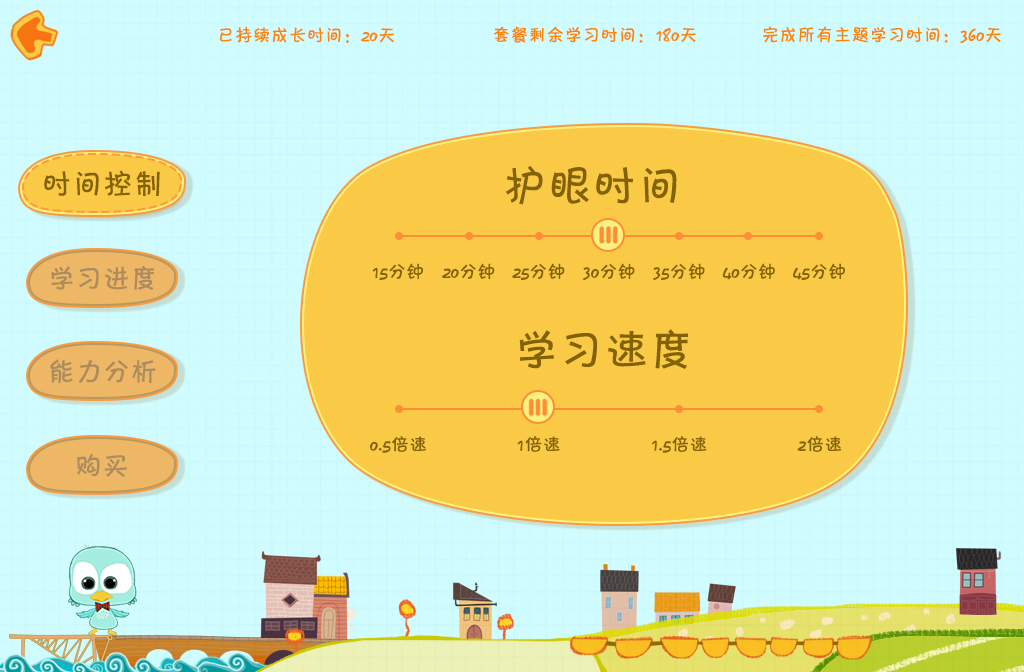 已持续成长时间：20天
套餐剩余学习时间：180天
完成所有主题学习时间：360天
时间控制
学习进度
能力分析
购买
护眼时间
15分钟 20分钟 25分钟 30分钟 35分钟 40分钟 45分钟
学习速度
0.5倍速 1倍速 1.5倍速 2倍速